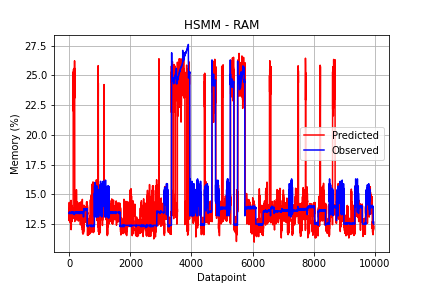 HSMM - RAM
Memory (%)
27.5
25.0
22.5
20.0
17.5
15.0
12.5
Predicted
Observed
0
2000
4000
6000
8000
10000
Datapoint